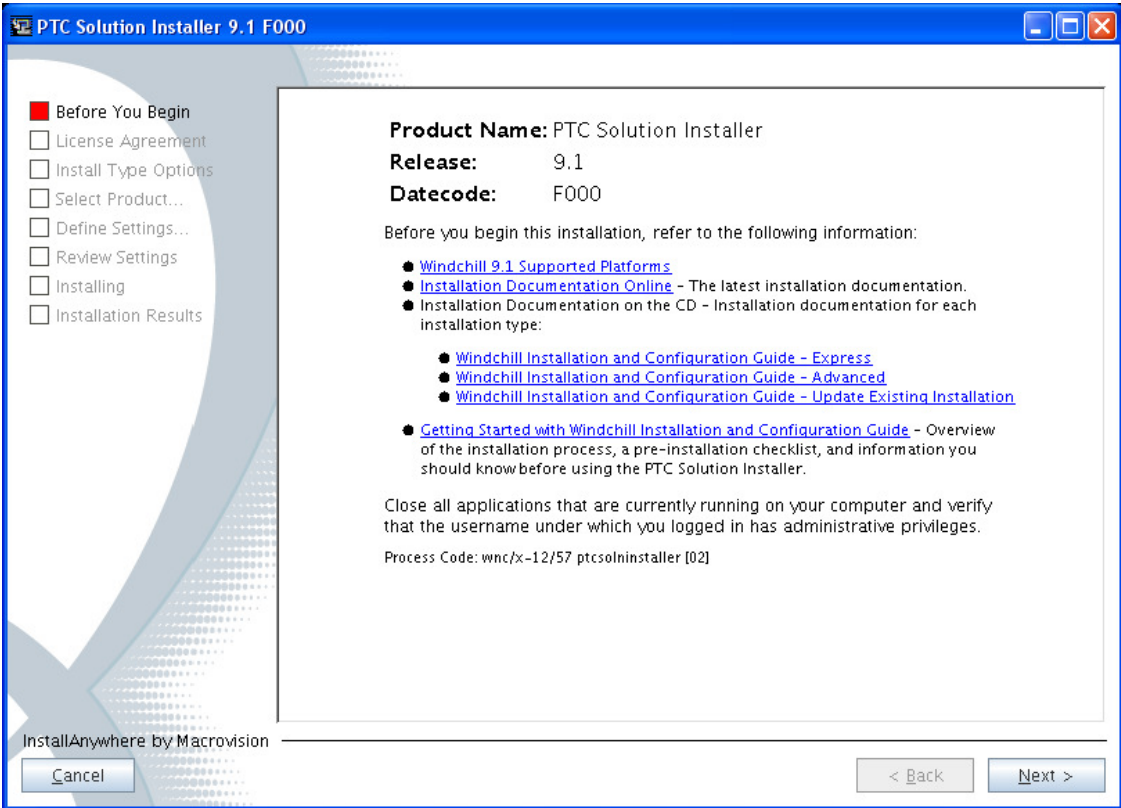 PTC Solution Installer 9.1 F000
Before You Begin
License Agreement
Install Type Options
Select Product...
Define Settings...
Review Settings
Installing
Installation Results
Product Name: PTC Solution Installer
Release: 9.1
Datecode: F000
Before you begin this installation, refer to the following information:
Windchill 9.1 Supported Platforms
Installation Documentation Online - The latest installation documentation.
Installation Documentation on the CD - Installation documentation for each
installation type:
Windchill Installation and Configuration Guide - Express
Windchill Installation and Configuration Guide - Advanced
Windchill Installation and Configuration Guide - Update Existing Installation
Getting Started with Windchill Installation and Configuration Guide - Overview
of the installation process, a pre-installation checklist, and information you
should know before using the PTC Solution Installer.
Close all applications that are currently running on your computer and verify
that the username under which you logged in has administrative privileges.
Process Code: wnc/x-12/57 ptcsolninstaller [02]
InstallAnywhere by Macrovision
Cancel
< Back
Next >